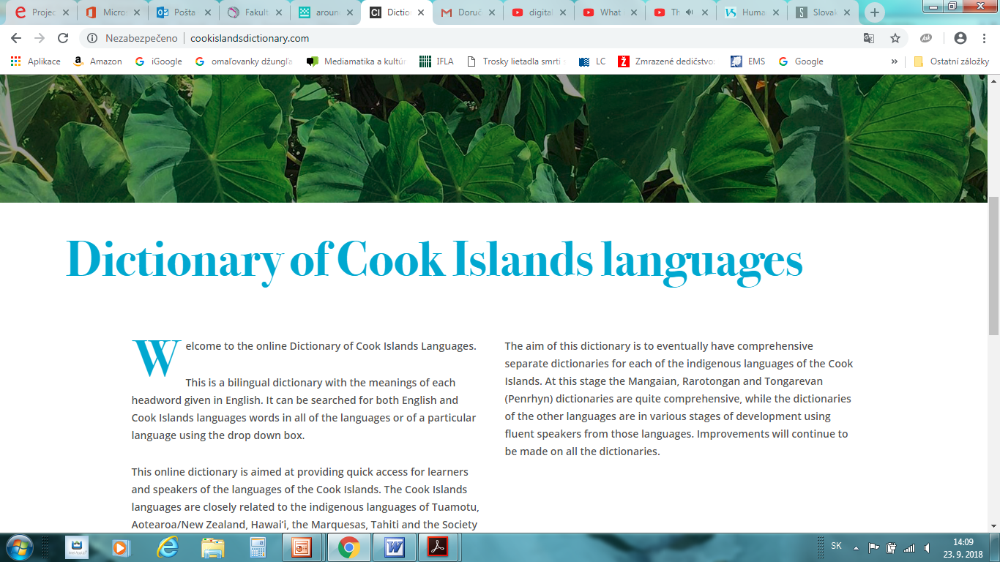 Projec
Micros
Pošta
Fakult
aroun
Dictio
Doruč
digita
What
Th
Huma
Slovak
Nezabezpečeno
cookislandsdictionary.com
Aplikace
Amazon
iGoogle
omaľovanky džungľa
Mediamatika a kultúr
IFLA
Trosky lietadla smrti s
LC
Zmrazené dedičstvo:
EMS
Google
»
Ostatní záložky
Dictionary of Cook Islands languages
Welcome to the online Dictionary of Cook Islands Languages.
This is a bilingual dictionary with the meanings of each
headword given in English. It can be searched for both English and
Cook Islands languages words in all of the languages or of a particular
language using the drop down box.
This online dictionary is aimed at providing quick access for learners
and speakers of the languages of the Cook Islands. The Cook Islands
languages are closely related to the indigenous languages of Tuamotu,
Aotearoa/New Zealand, Hawai’i, the Marquesas, Tahiti and the Society
The aim of this dictionary is to eventually have comprehensive
separate dictionaries for each of the indigenous languages of the Cook
Islands. At this stage the Mangaian, Rarotongan and Tongarevan
(Penrhyn) dictionaries are quite comprehensive, while the dictionaries
of the other languages are in various stages of development using
fluent speakers from those languages. Improvements will continue to
be made on all the dictionaries.
SK
14:09
23. 9. 2018